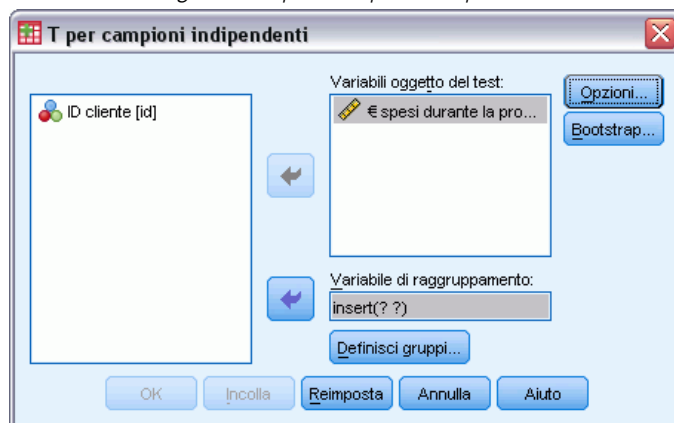 T per campioni indipendenti
ID cliente [id]
Variabili oggetto del test:
€ spesi durante la pro...
Opzioni...
Bootstrap...
Variabile di raggruppamento:
insert(? ?)
Definisci gruppi...
OK
Incolla
Reimposta
Annulla
Aiuto